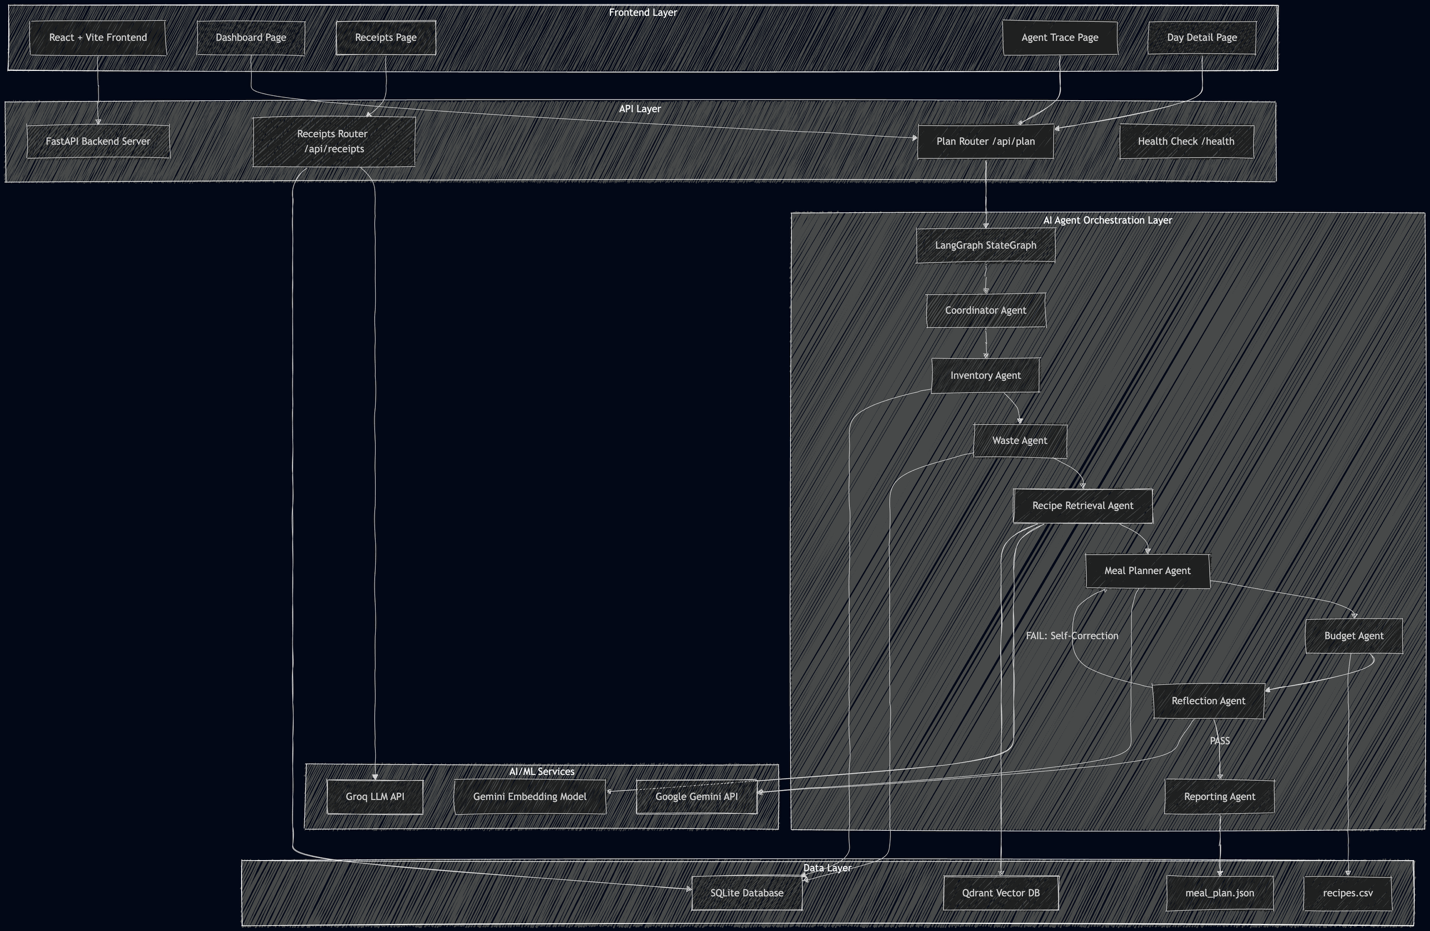 Frontend Layer
React + Vite Frontend
Dashboard Page
Receipts Page
Agent Trace Page
Day Detail Page
API Layer
FastAPI Backend Server
Receipts Router
/api/receipts
Plan Router /api/plan
Health Check /health
AI Agent Orchestration Layer
LangGraph StateGraph
Coordinator Agent
Inventory Agent
Waste Agent
Recipe Retrieval Agent
Meal Planner Agent
FAIL: Self-Correction
Budget Agent
Reflection Agent
PASS
Reporting Agent
AI/ML Services
Groq LLM API
Gemini Embedding Model
Google Gemini API
Data Layer
SQLite Database
Qdrant Vector DB
meal_plan.json
recipes.csv